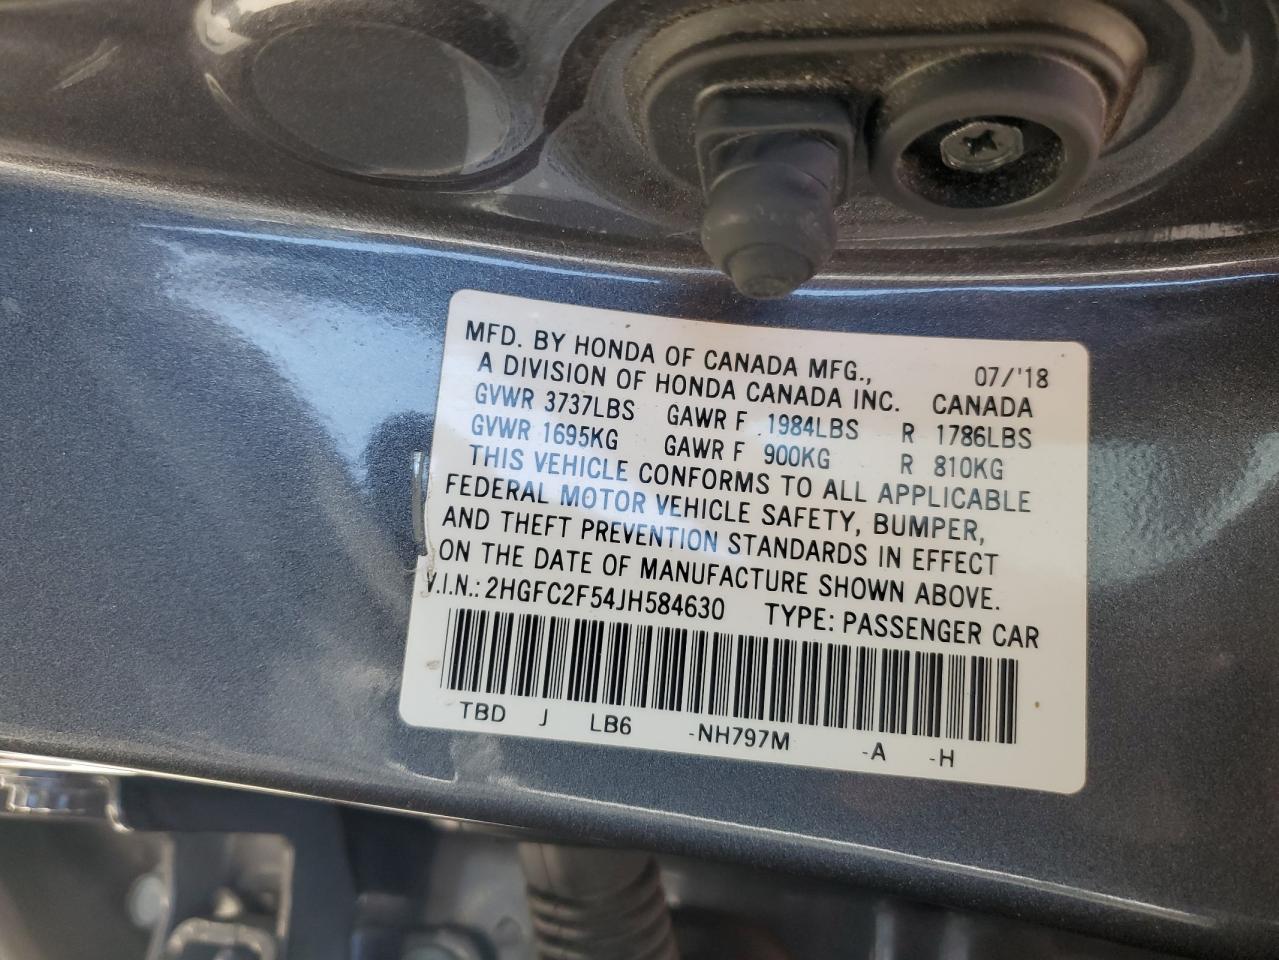 MFD. BY HONDA OF CANADA MFG., 07/'18
A DIVISION OF HONDA CANADA INC. CANADA
GVWR 3737LBS GAWR F 1984LBS R 1786LBS
GVWR 1695KG GAWR F 900KG R 810KG
THIS VEHICLE CONFORMS TO ALL APPLICABLE
FEDERAL MOTOR VEHICLE SAFETY, BUMPER,
AND THEFT PREVENTION STANDARDS IN EFFECT
ON THE DATE OF MANUFACTURE SHOWN ABOVE.
V.I.N.: 2HGFC2F54JH584630 TYPE: PASSENGER CAR
TBD J LB6 -NH797M -A -H